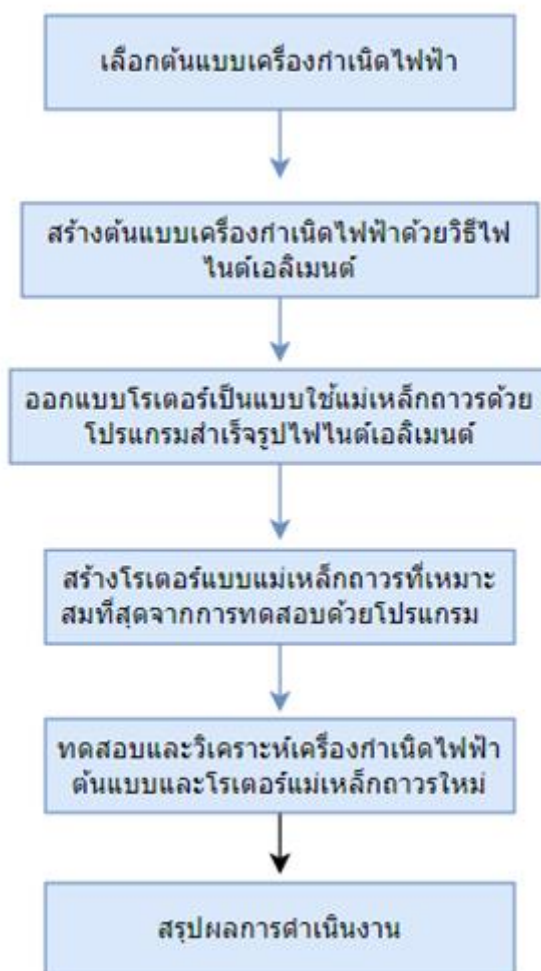 เลือกต้นแบบเครื่องกำเนิดไฟฟ้า
สร้างต้นแบบเครื่องกำเนิดไฟฟ้าด้วยวิธีไฟ
ไนต์เอลิเมนต์
ออกแบบโรเตอร์เป็นแบบใช้แม่เหล็กถาวรด้วย
โปรแกรมสำเร็จรูปไฟไนต์เอลิเมนต์
สร้างโรเตอร์แบบแม่เหล็กถาวรที่เหมาะ
สมที่สุดจากการทดสอบด้วยโปรแกรม
ทดสอบและวิเคราะห์เครื่องกำเนิดไฟฟ้า
ต้นแบบและโรเตอร์แม่เหล็กถาวรใหม่
สรุปผลการดำเนินงาน